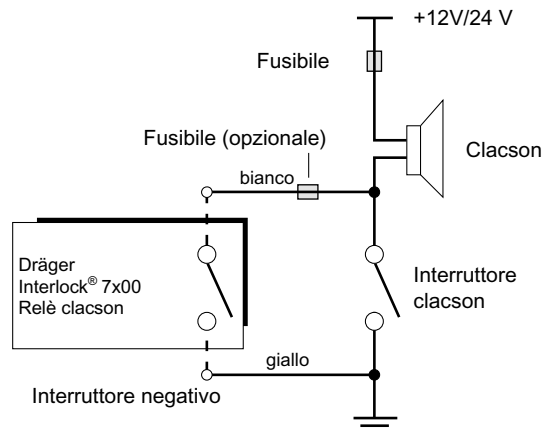 +12V/24 V
Fusibile
Fusibile (opzionale)
Clacson
bianco
Dräger
Interlock® 7x00
Relè clacson
Interruttore
clacson
giallo
Interruttore negativo